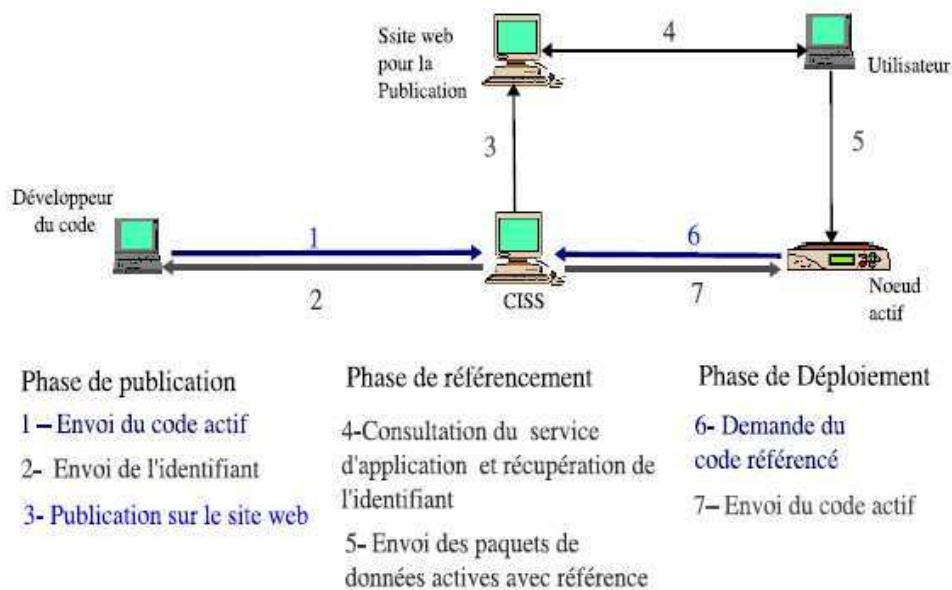 Ssite web
pour la
Publication
4
Utilisateur
3
5
Développeur
du code
1
6
2
CISS
7
Noeud
actif
Phase de publication
1 – Envoi du code actif
2- Envoi de l'identifiant
3- Publication sur le site web
Phase de référencement
4-Consultation du service
d'application et récupération de
l'identifiant
5- Envoi des paquets de
données actives avec référence
Phase de Déploiement
6- Demande du
code référencé
7– Envoi du code actif